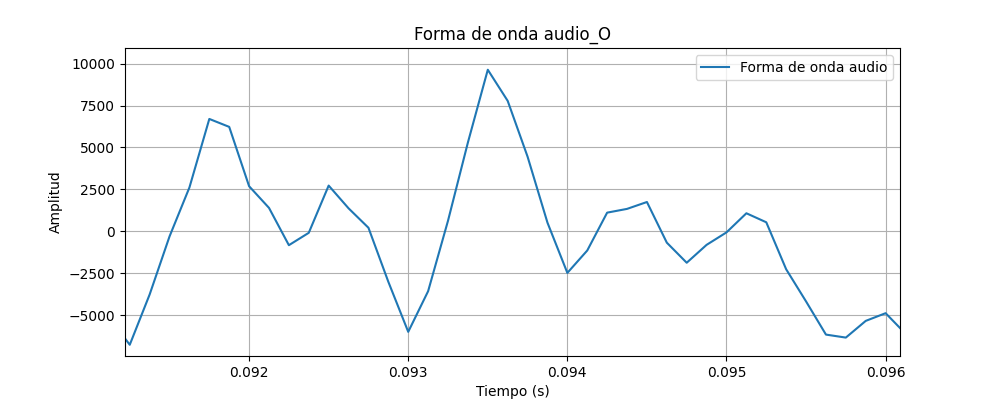 Forma de onda audio_O
Forma de onda audio
Amplitud
10000
7500
5000
2500
0
−2500
−5000
0.092 0.093 0.094 0.095 0.096
Tiempo (s)